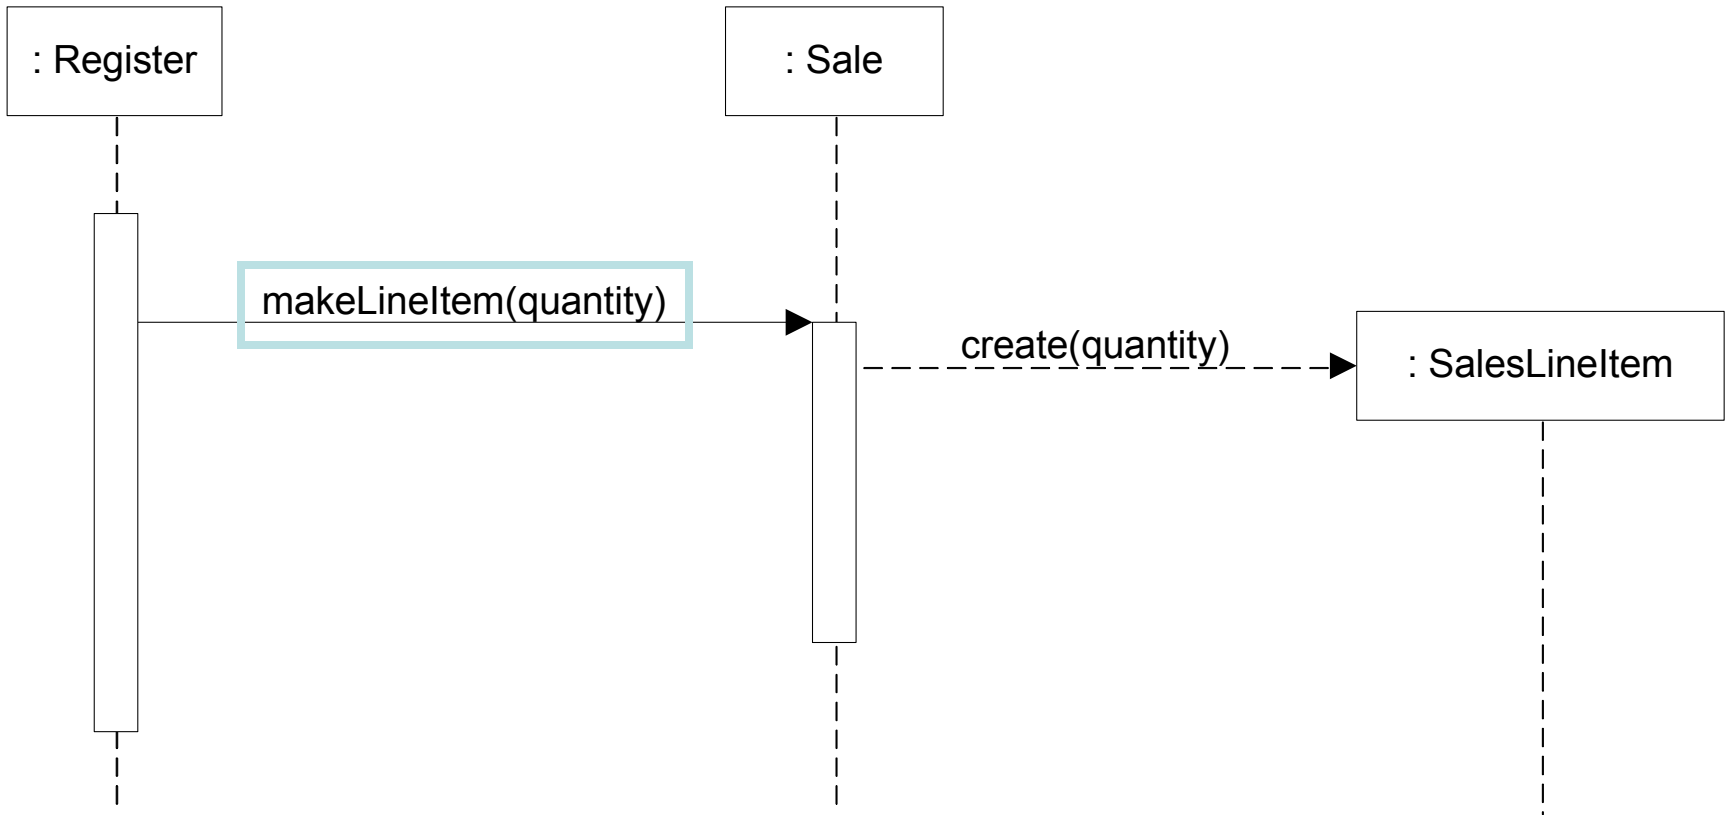 : Register
: Sale
makeLineItem(quantity)
create(quantity)
: SalesLineItem